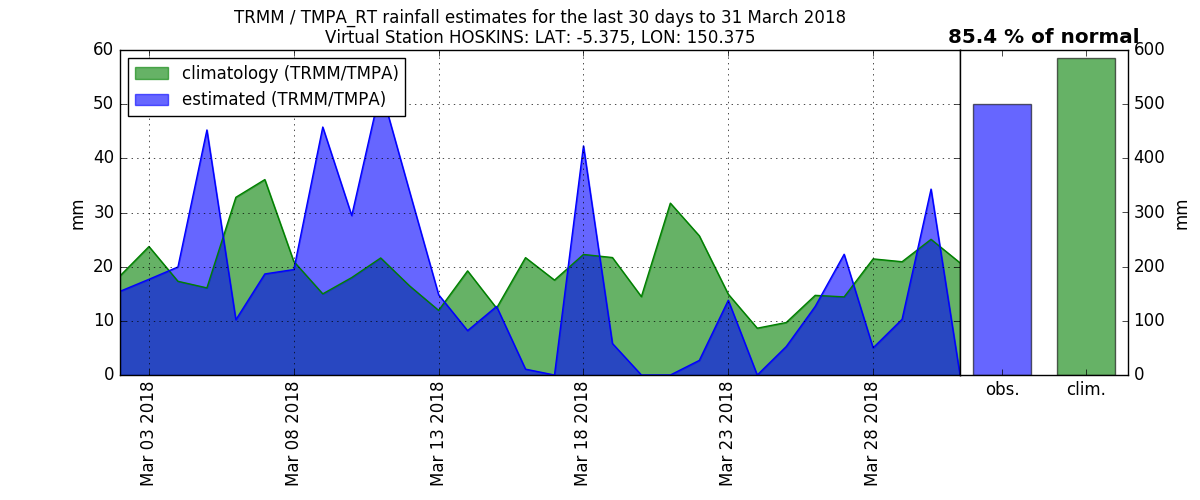 TRMM / TMPA_RT rainfall estimates for the last 30 days to 31 March 2018
Virtual Station HOSKINS: LAT: -5.375, LON: 150.375
85.4 % of normal
climatology (TRMM/TMPA)
estimated (TRMM/TMPA)
60
50
40
30
20
10
0
mm
600
500
400
300
200
100
0
mm
Mar 03 2018
Mar 08 2018
Mar 13 2018
Mar 18 2018
Mar 23 2018
Mar 28 2018
obs.
clim.